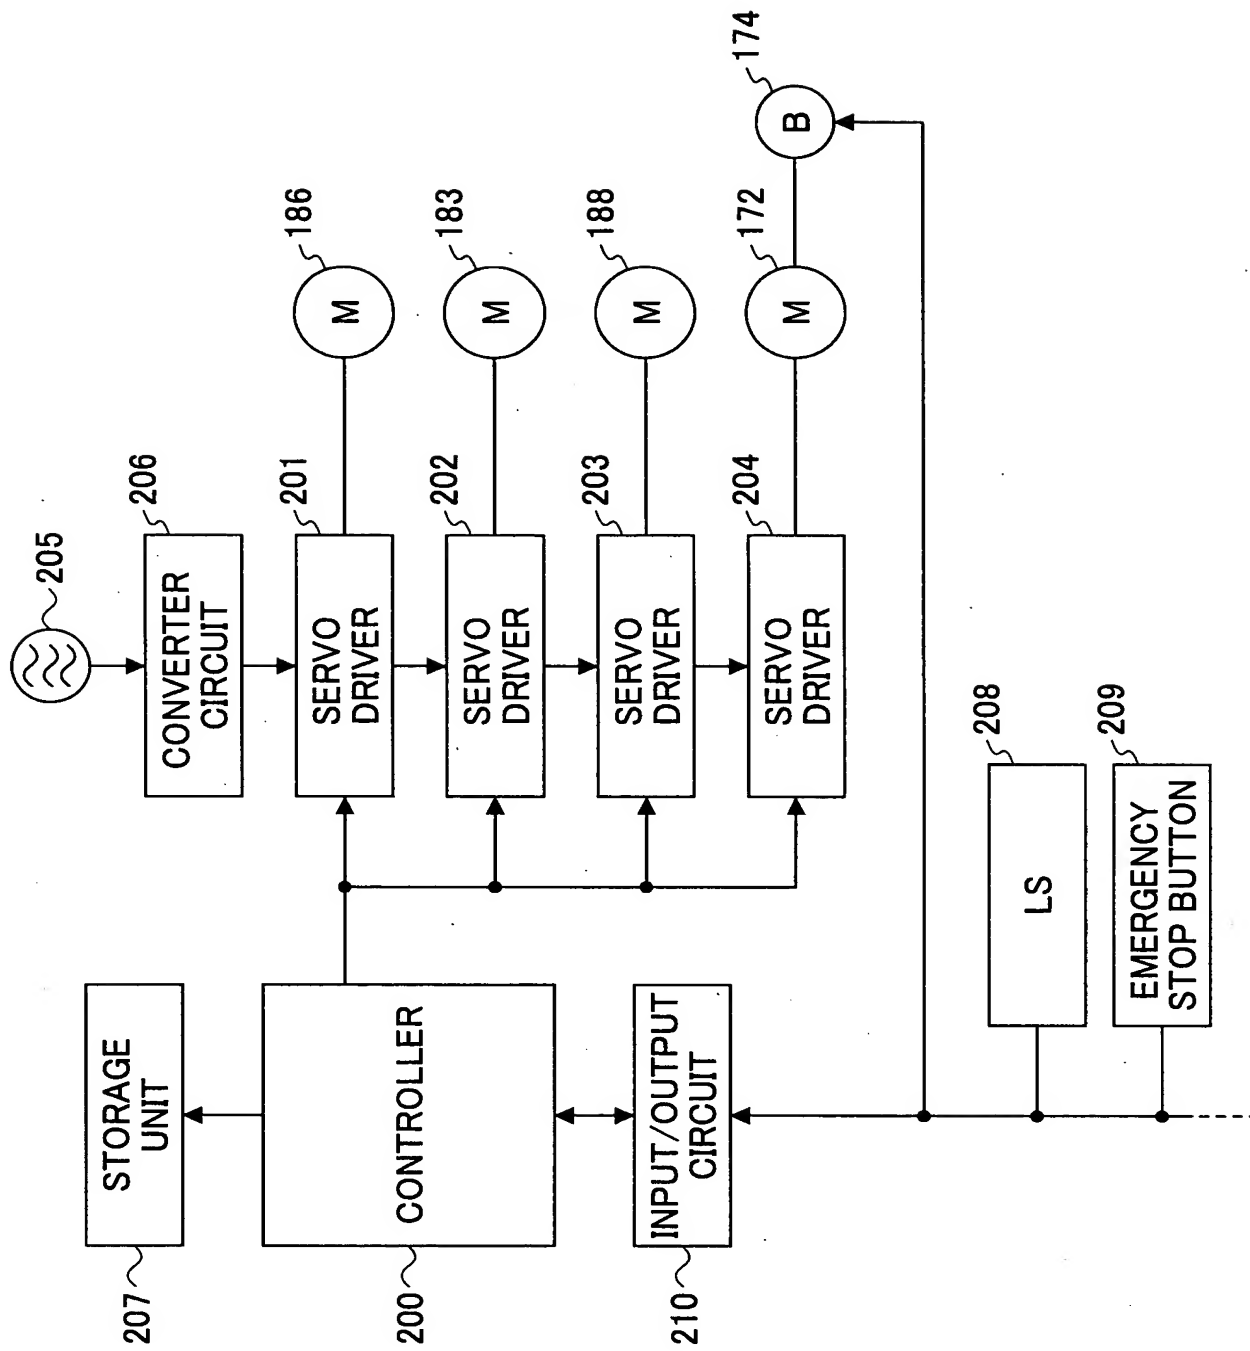 207
STORAGE
UNIT
200
CONTROLLER
210
INPUT/OUTPUT
CIRCUIT
205
206
CONVERTER
CIRCUIT
201
SERVO
DRIVER
202
SERVO
DRIVER
203
SERVO
DRIVER
204
SERVO
DRIVER
186
M
183
M
188
M
172
M
174
B
208
LS
209
EMERGENCY
STOP BUTTON